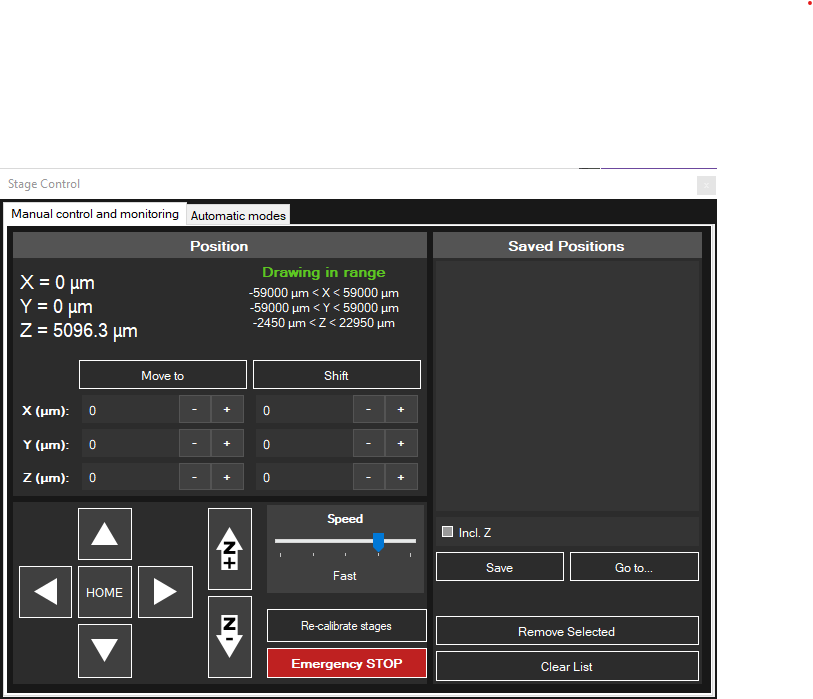 Stage Control
x
Manual control and monitoring
Automatic modes
Position
X = 0 µm
Y = 0 µm
Z = 5096.3 µm
Drawing in range
-59000 µm < X < 59000 µm
-59000 µm < Y < 59000 µm
-2450 µm < Z < 22950 µm
Move to
Shift
X (µm): 0 - + 0 - +
Y (µm): 0 - + 0 - +
Z (µm): 0 - + 0 - +
HOME
Z+
Z-
Speed
Fast
Re-calibrate stages
Emergency STOP
Saved Positions
Incl. Z
Save
Go to...
Remove Selected
Clear List